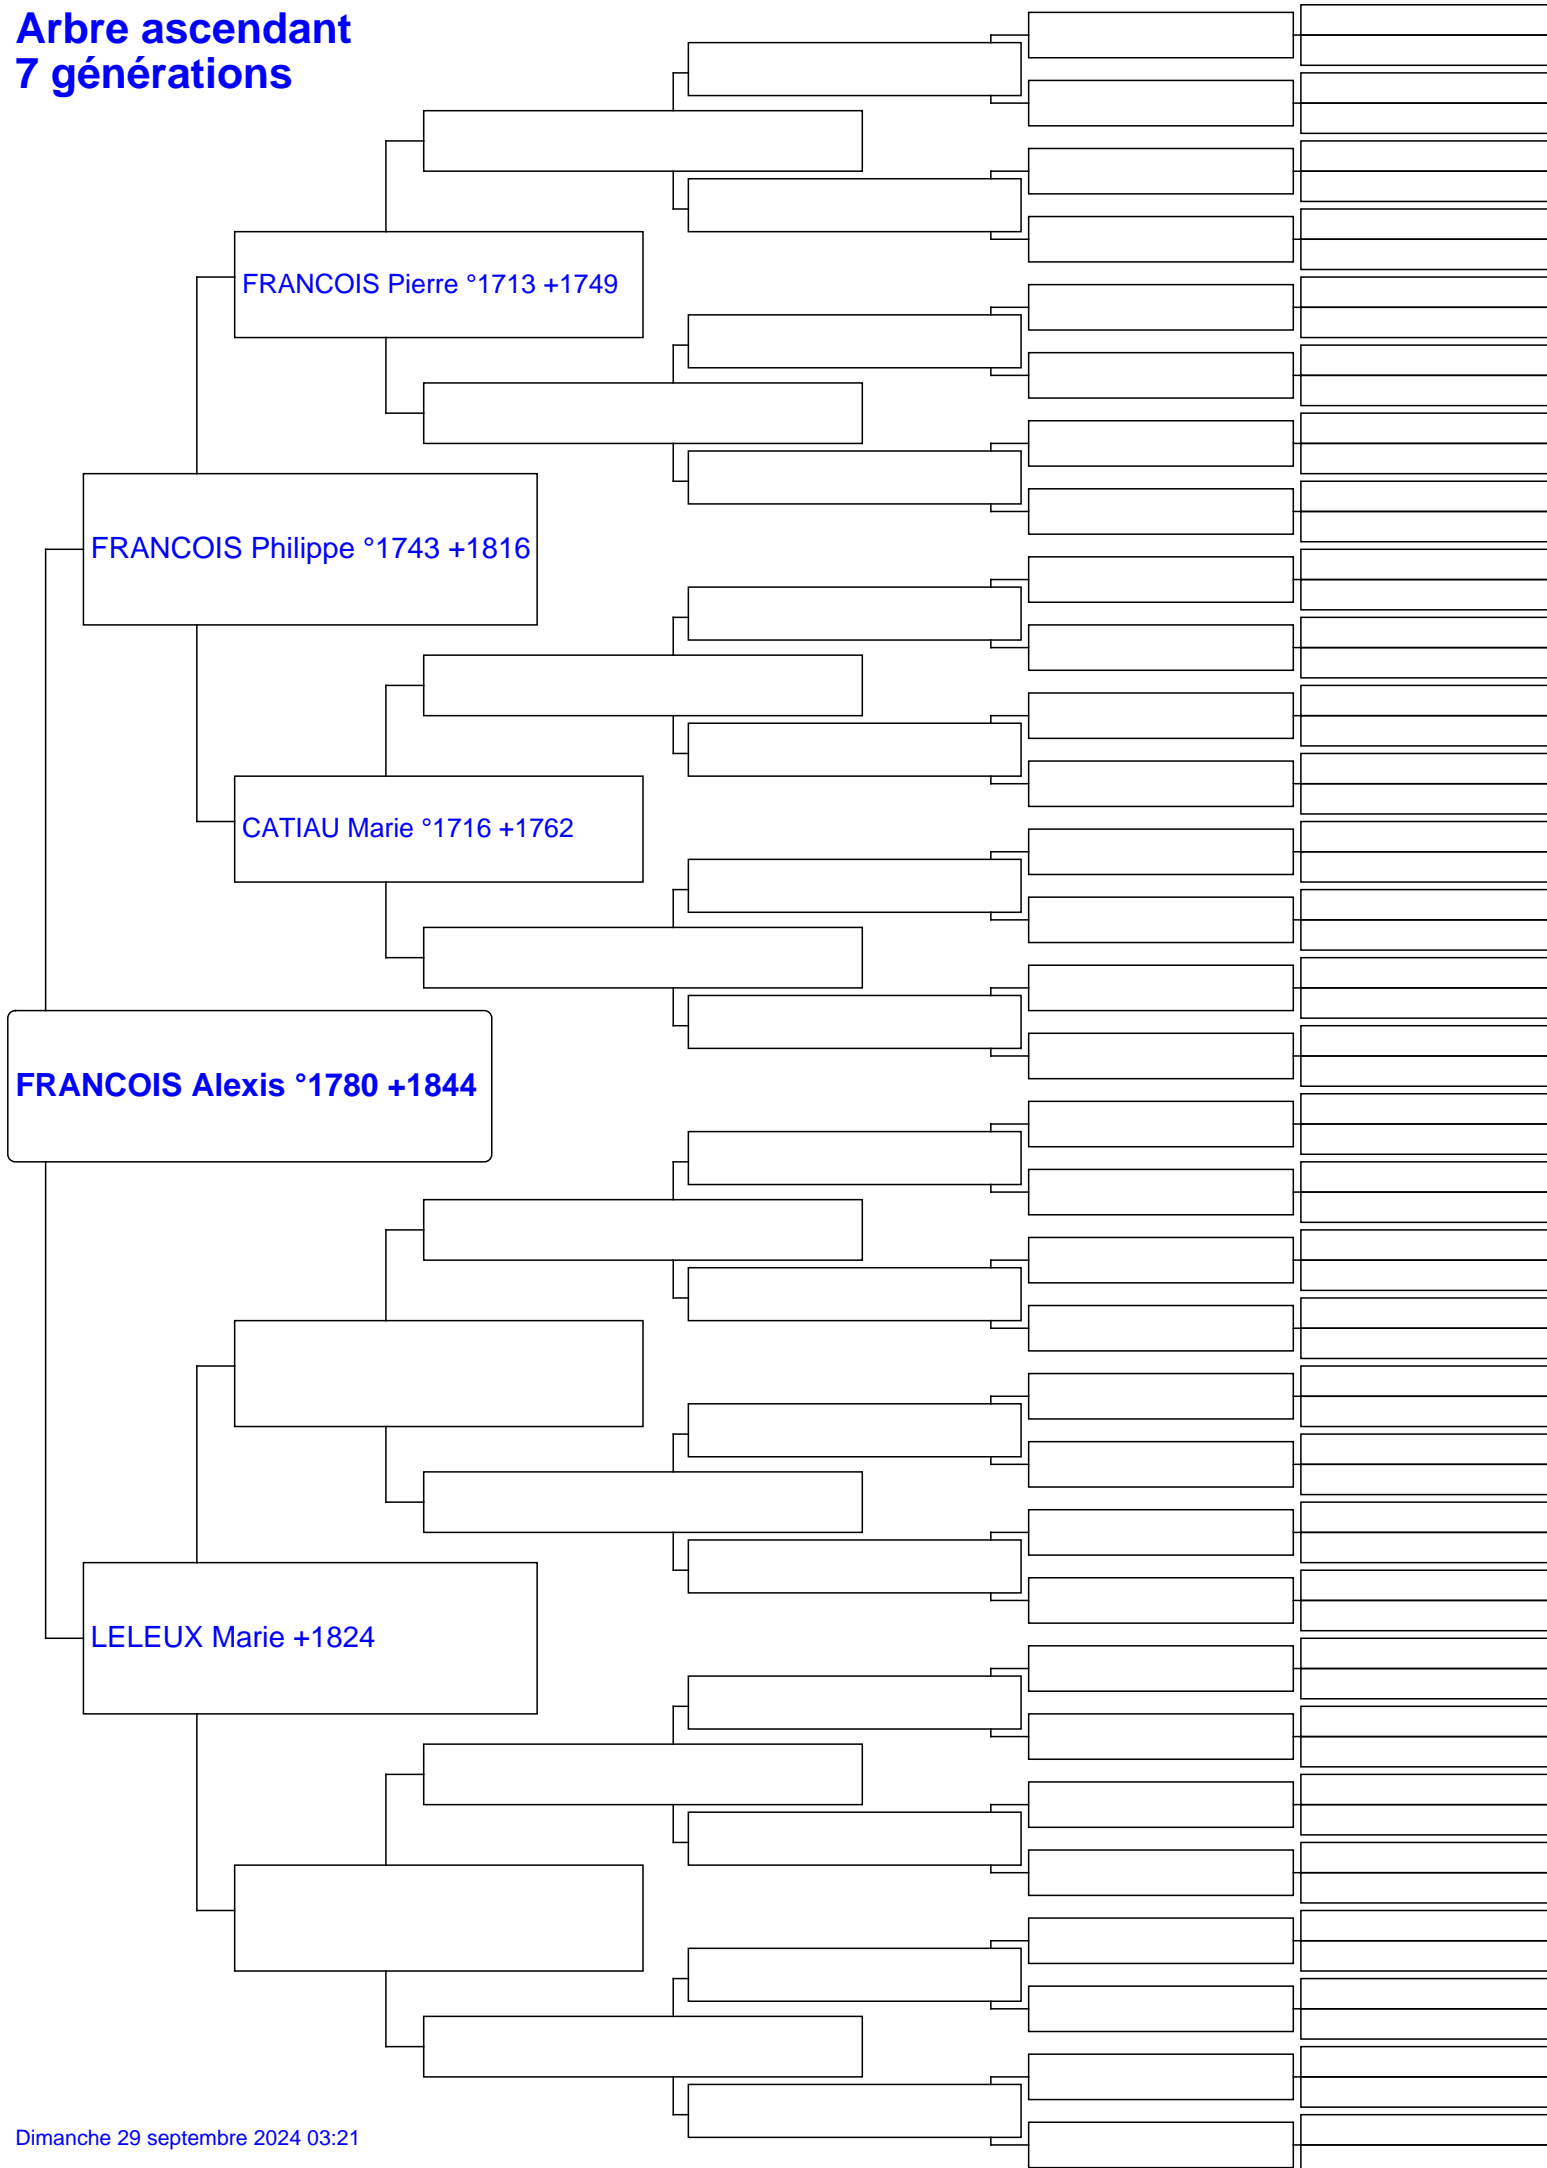 Arbre ascendant
7 générations
FRANCOIS Pierre °1713 +1749
FRANCOIS Philippe °1743 +1816
CATIAU Marie °1716 +1762
FRANCOIS Alexis °1780 +1844
LELEUX Marie +1824
Dimanche 29 septembre 2024 03:21